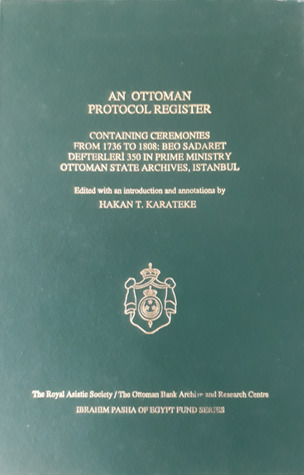 AN OTTOMAN
PROTOCOL REGISTER
CONTAINING CEREMONIES
FROM 1736 TO 1808: BEO SADARET
DEFTERLERİ 350 IN PRIME MINISTRY
OTTOMAN STATE ARCHIVES, ISTANBUL
Edited with an introduction and annotations by
HAKAN T. KARATEKE
The Royal Asiatic Society / The Ottoman Bank Archive and Research Centre
IBRAHIM PASHA OF EGYPT FUND SERIES